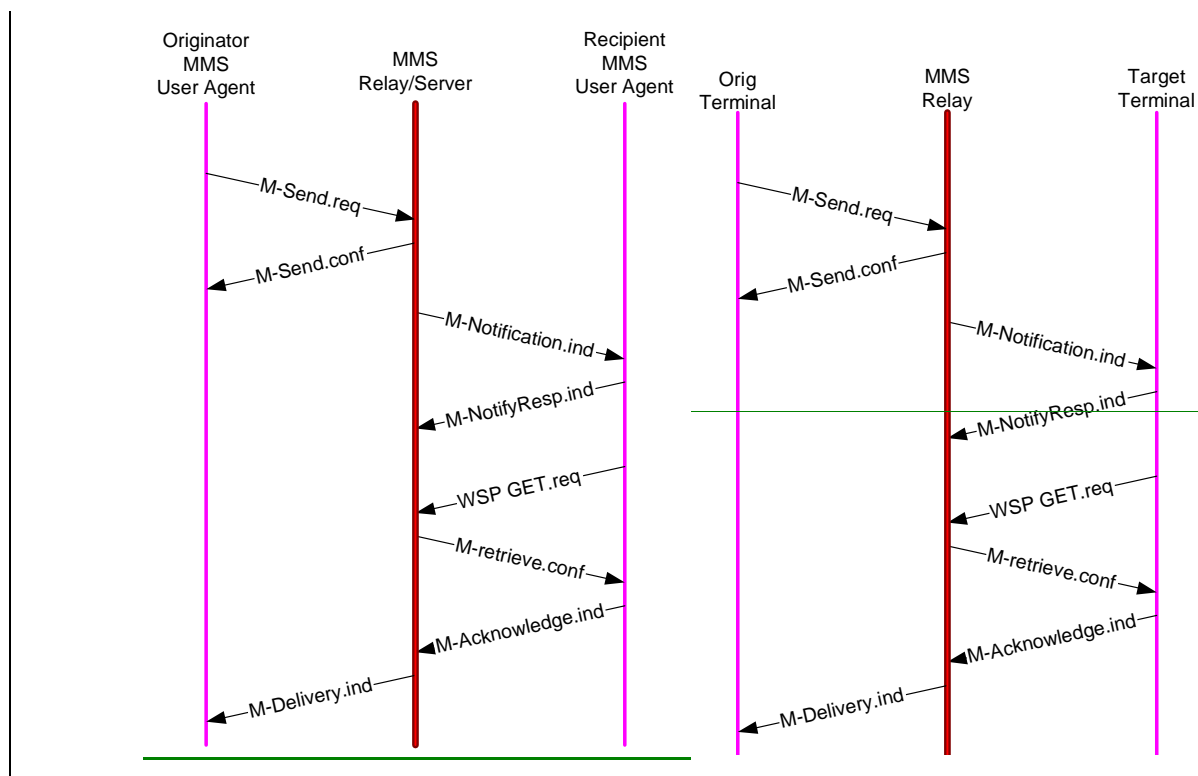 Originator
MMS
User Agent
MMS
Relay/Server
Recipient
MMS
User Agent
M-Send.req
M-Send.conf
M-Notification.ind
M-NotifyResp.ind
WSP GET.req
M-retrieve.conf
M-Acknowledge.ind
M-Delivery.ind
Orig
Terminal
MMS
Relay
Target
Terminal
M-Send.req
M-Send.conf
M-Notification.ind
M-NotifyResp.ind
WSP GET.req
M-retrieve.conf
M-Acknowledge.ind
M-Delivery.ind